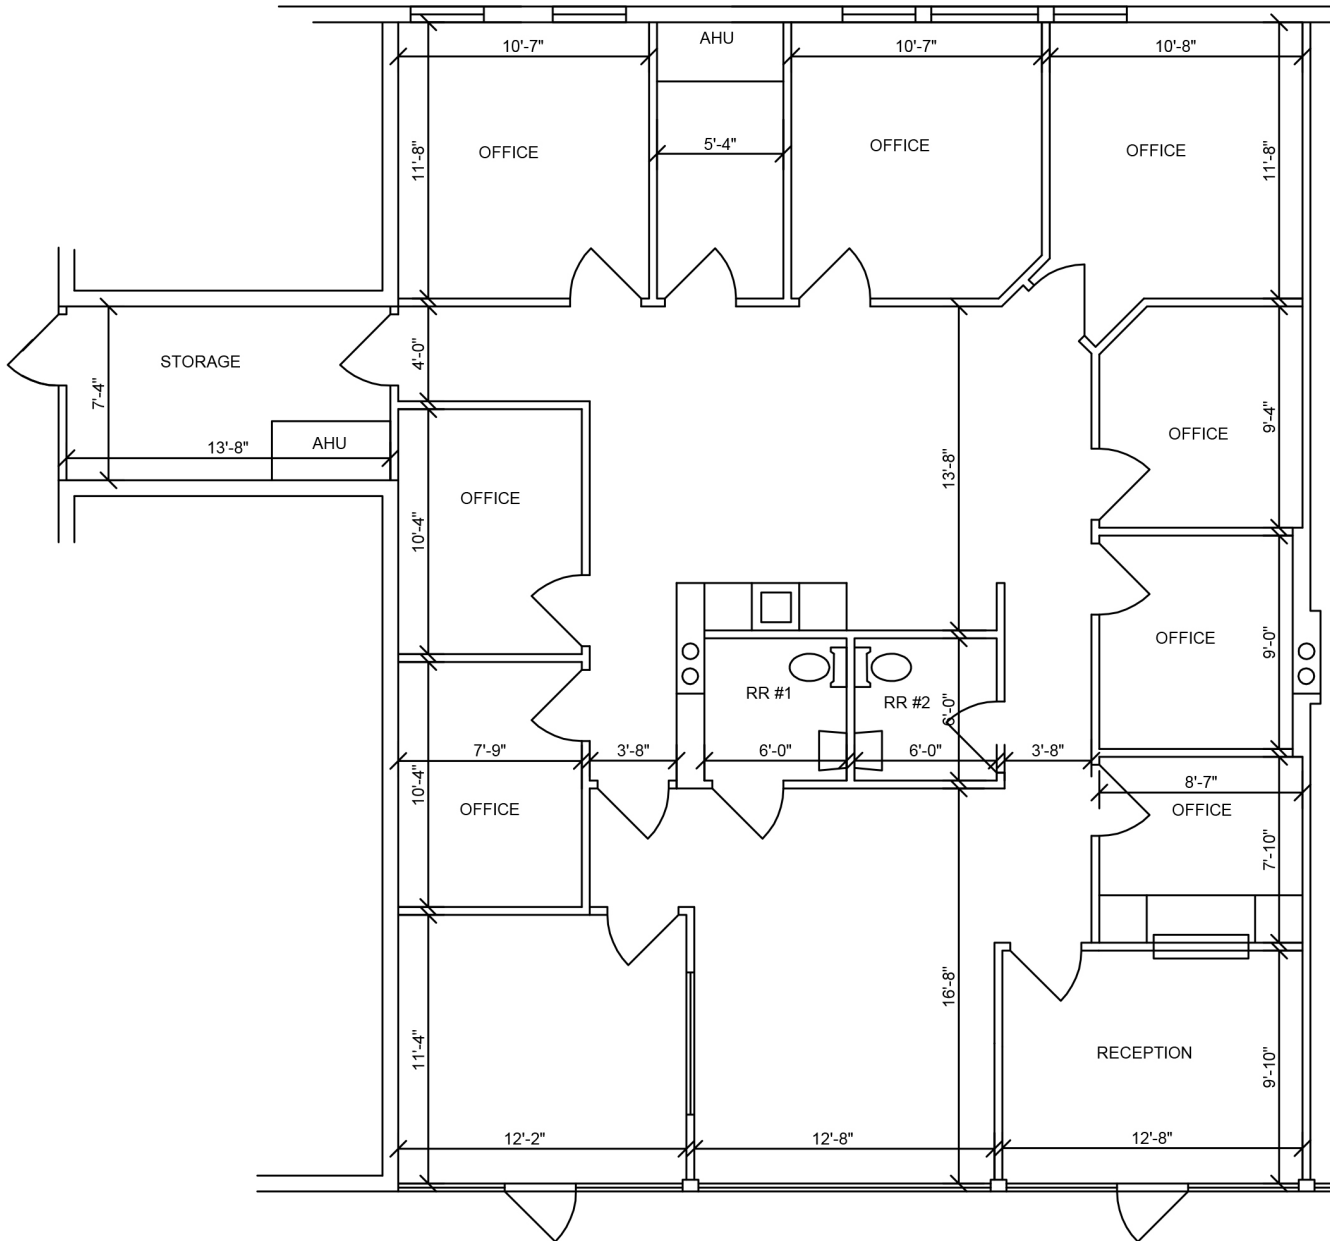 AHU
10'-7"
10'-7"
10'-8"
5'-4"
OFFICE
OFFICE
OFFICE
11'-8"
11'-8"
STORAGE
4'-0"
7'-4"
13'-8"
AHU
OFFICE
9'-4"
13'-8"
OFFICE
10'-4"
OFFICE
9'-0"
RR #1
RR #2
6'-0"
7'-9"
3'-8"
6'-0"
6'-0"
3'-8"
8'-7"
10'-4"
OFFICE
OFFICE
7'-10"
16'-8"
11'-4"
RECEPTION
9'-10"
12'-2"
12'-8"
12'-8"